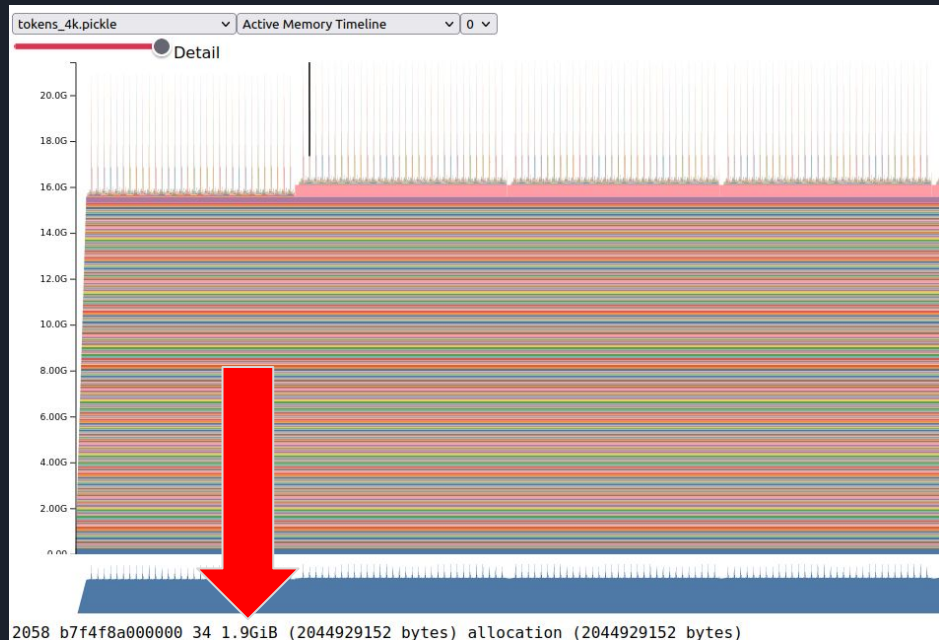 tokens_4k.pickle Active Memory Timeline 0
Detail
20.0G
18.0G
16.0G
14.0G
12.0G
10.0G
8.00G
6.00G
4.00G
2.00G
0.00
2058 b7f4f8a000000 34 1.9GiB (2044929152 bytes) allocation (2044929152 bytes)